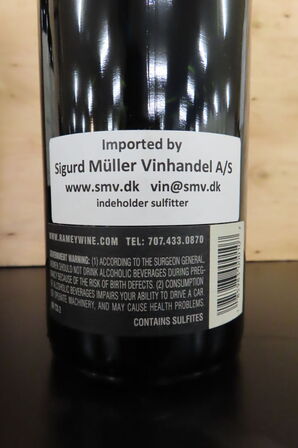 Imported by
Sigurd Müller Vinhandel A/S
www.smv.dk vin@smv.dk
indeholder sulfitter
WWW.RAMEYWINE.COM TEL: 707.433.0870
GOVERNMENT WARNING: (1) ACCORDING TO THE SURGEON GENERAL,
WOMEN SHOULD NOT DRINK ALCOHOLIC BEVERAGES DURING PREG-
NANCY BECAUSE OF THE RISK OF BIRTH DEFECTS. (2) CONSUMPTION
OF ALCOHOLIC BEVERAGES IMPAIRS YOUR ABILITY TO DRIVE A CAR
OR OPERATE MACHINERY, AND MAY CAUSE HEALTH PROBLEMS.
CONTAINS SULFITES